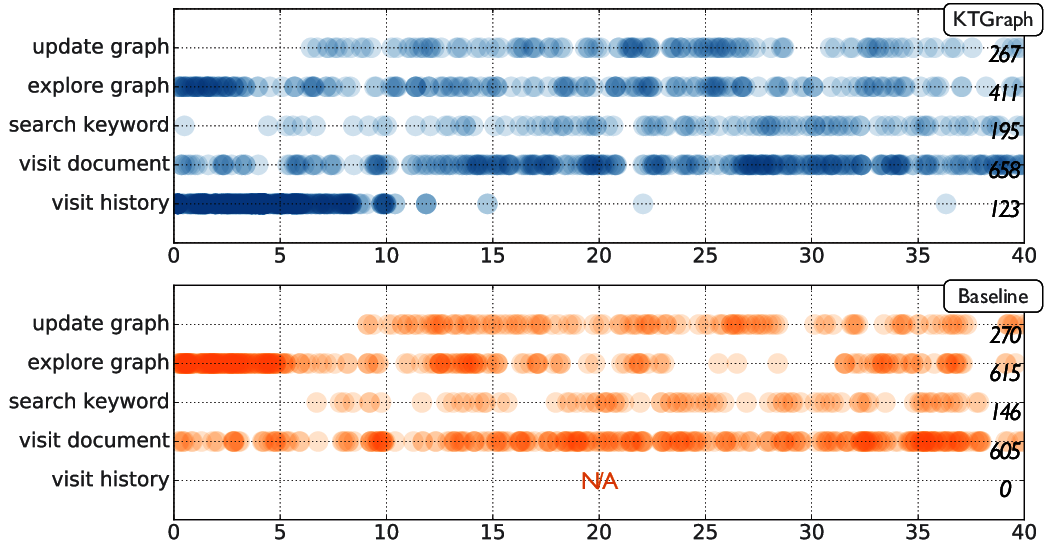 KTGraph
update graph 267
explore graph 411
search keyword 195
visit document 658
visit history 123
0 5 10 15 20 25 30 35 40
Baseline
update graph 270
explore graph 615
search keyword 146
visit document 605
visit history N/A 0
0 5 10 15 20 25 30 35 40